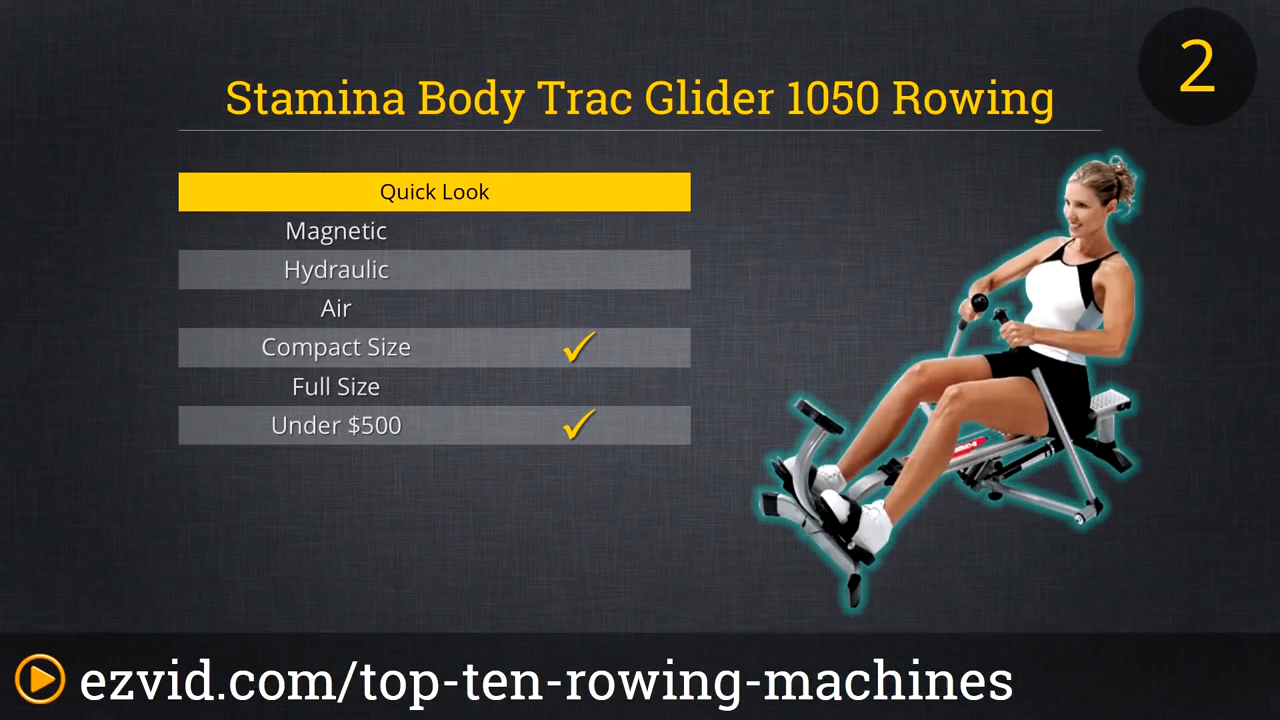 2
Stamina Body Trac Glider 1050 Rowing
Quick Look
Magnetic
Hydraulic
Air
Compact Size
Full Size
Under $500
ezvid.com/top-ten-rowing-machines